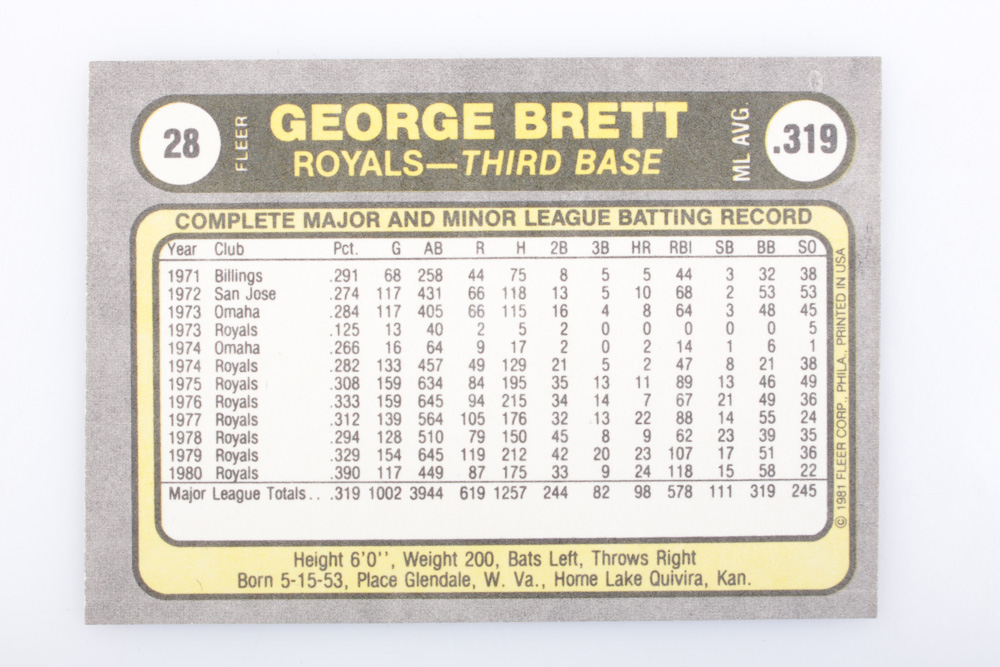 28 FLEER GEORGE BRETT ML AVG. .319
ROYALS—THIRD BASE
COMPLETE MAJOR AND MINOR LEAGUE BATTING RECORD
Year Club Pct. G AB R H 2B 3B HR RBI SB BB SO
1971 Billings .291 68 258 44 75 8 5 5 44 3 32 38
1972 San Jose .274 117 431 66 118 13 5 10 68 2 53 53
1973 Omaha .284 117 405 66 115 16 4 8 64 3 48 45
1973 Royals .125 13 40 2 5 2 0 0 0 0 0 5
1974 Omaha .266 16 64 9 17 2 0 2 14 1 6 1
1974 Royals .282 133 457 49 129 21 5 2 47 8 21 38
1975 Royals .308 159 634 84 195 35 13 11 89 13 46 49
1976 Royals .333 159 645 94 215 34 14 7 67 21 49 36
1977 Royals .312 139 564 105 176 32 13 22 88 14 55 24
1978 Royals .294 128 510 79 150 45 8 9 62 23 39 35
1979 Royals .329 154 645 119 212 42 20 23 107 17 51 36
1980 Royals .390 117 449 87 175 33 9 24 118 15 58 22
Major League Totals . . .319 1002 3944 619 1257 244 82 98 578 111 319 245
© 1981 FLEER CORP., PHILA., PRINTED IN USA
Height 6'0'', Weight 200, Bats Left, Throws Right
Born 5-15-53, Place Glendale, W. Va., Home Lake Quivira, Kan.